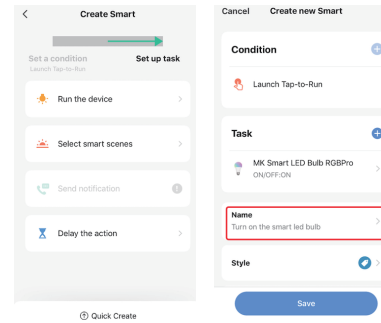 Create Smart
Set a condition
Set up task
Launch Tap-to-Run
Run the device
Select smart scenes
Send notification
Delay the action
Quick Create
Cancel
Create new Smart
Condition
Launch Tap-to-Run
Task
MK Smart LED Bulb RGBPro
ON/OFF:ON
Name
Turn on the smart led bulb
Style
Save